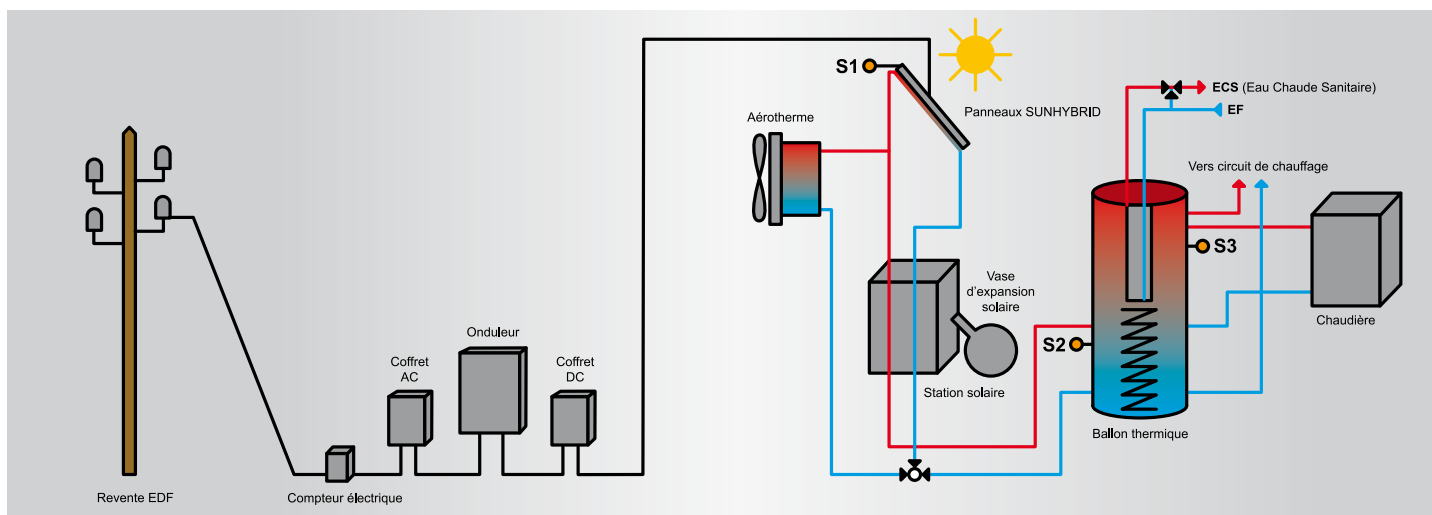 S1
Panneaux SUNHYBRID
ECS (Eau Chaude Sanitaire)
EF
Aérotherme
Vers circuit de chauffage
S3
Vase
d'expansion
solaire
Chaudière
S2
Onduleur
Coffret
AC
Coffret
DC
Station solaire
Ballon thermique
Revente EDF
Compteur électrique